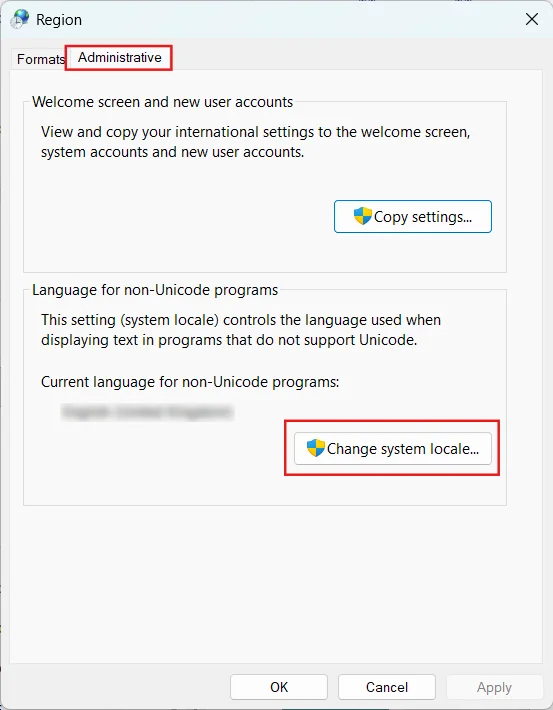 Region
Formats
Administrative
Welcome screen and new user accounts
View and copy your international settings to the welcome screen,
system accounts and new user accounts.
Copy settings...
Language for non-Unicode programs
This setting (system locale) controls the language used when
displaying text in programs that do not support Unicode.
Current language for non-Unicode programs:
Change system locale...
OK
Cancel
Apply